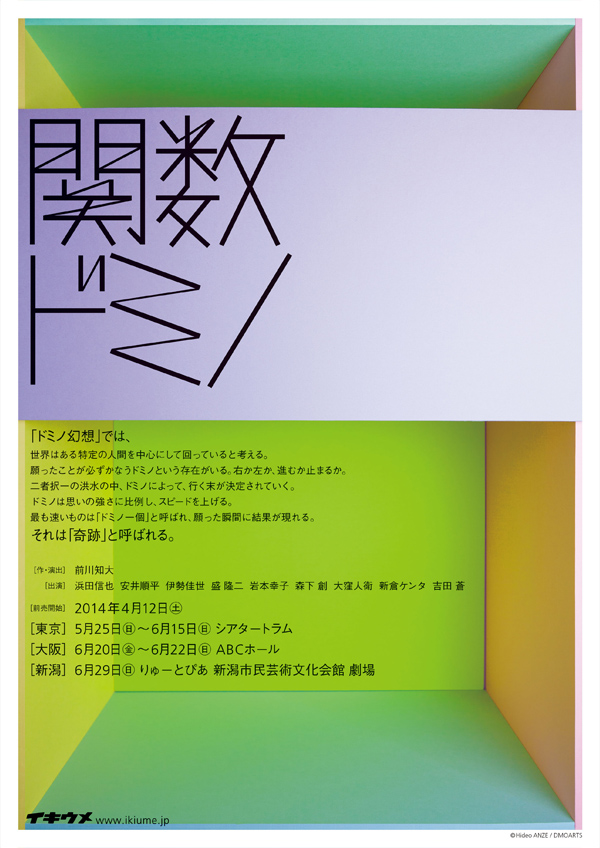 関数
ドミノ
「ドミノ幻想」では、
世界はある特定の人間を中心にして回っていると考える。
願ったことが必ずかなうドミノという存在がいる。右か左か、進むか止まるか。
二者択一の洪水の中、ドミノによって、行く末が決定されていく。
ドミノは思いの強さに比例し、スピードを上げる。
最も速いものは「ドミノ一個」と呼ばれ、願った瞬間に結果が現れる。
それは「奇跡」と呼ばれる。
[作・演出] 前川知大
[出演] 浜田信也 安井順平 伊勢佳世 盛 隆二 岩本幸子 森下 創 大窪人衛 新倉ケンタ 吉田 蒼
[前売開始] 2014年4月12日㊏
[東京] 5月25日㊐〜6月15日㊐ シアタートラム
[大阪] 6月20日㊎〜6月22日㊐ ABCホール
[新潟] 6月29日㊐ りゅーとぴあ 新潟市民芸術文化会館 劇場
イキウメ www.ikiume.jp
©Hideo ANZE / DMOARTS